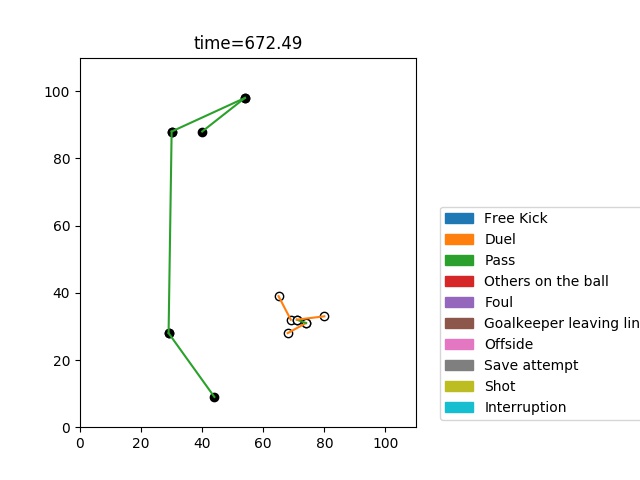 time=672.49
100
80
60
40
20
0
0 20 40 60 80 100
Free Kick
Duel
Pass
Others on the ball
Foul
Goalkeeper leaving lin
Offside
Save attempt
Shot
Interruption